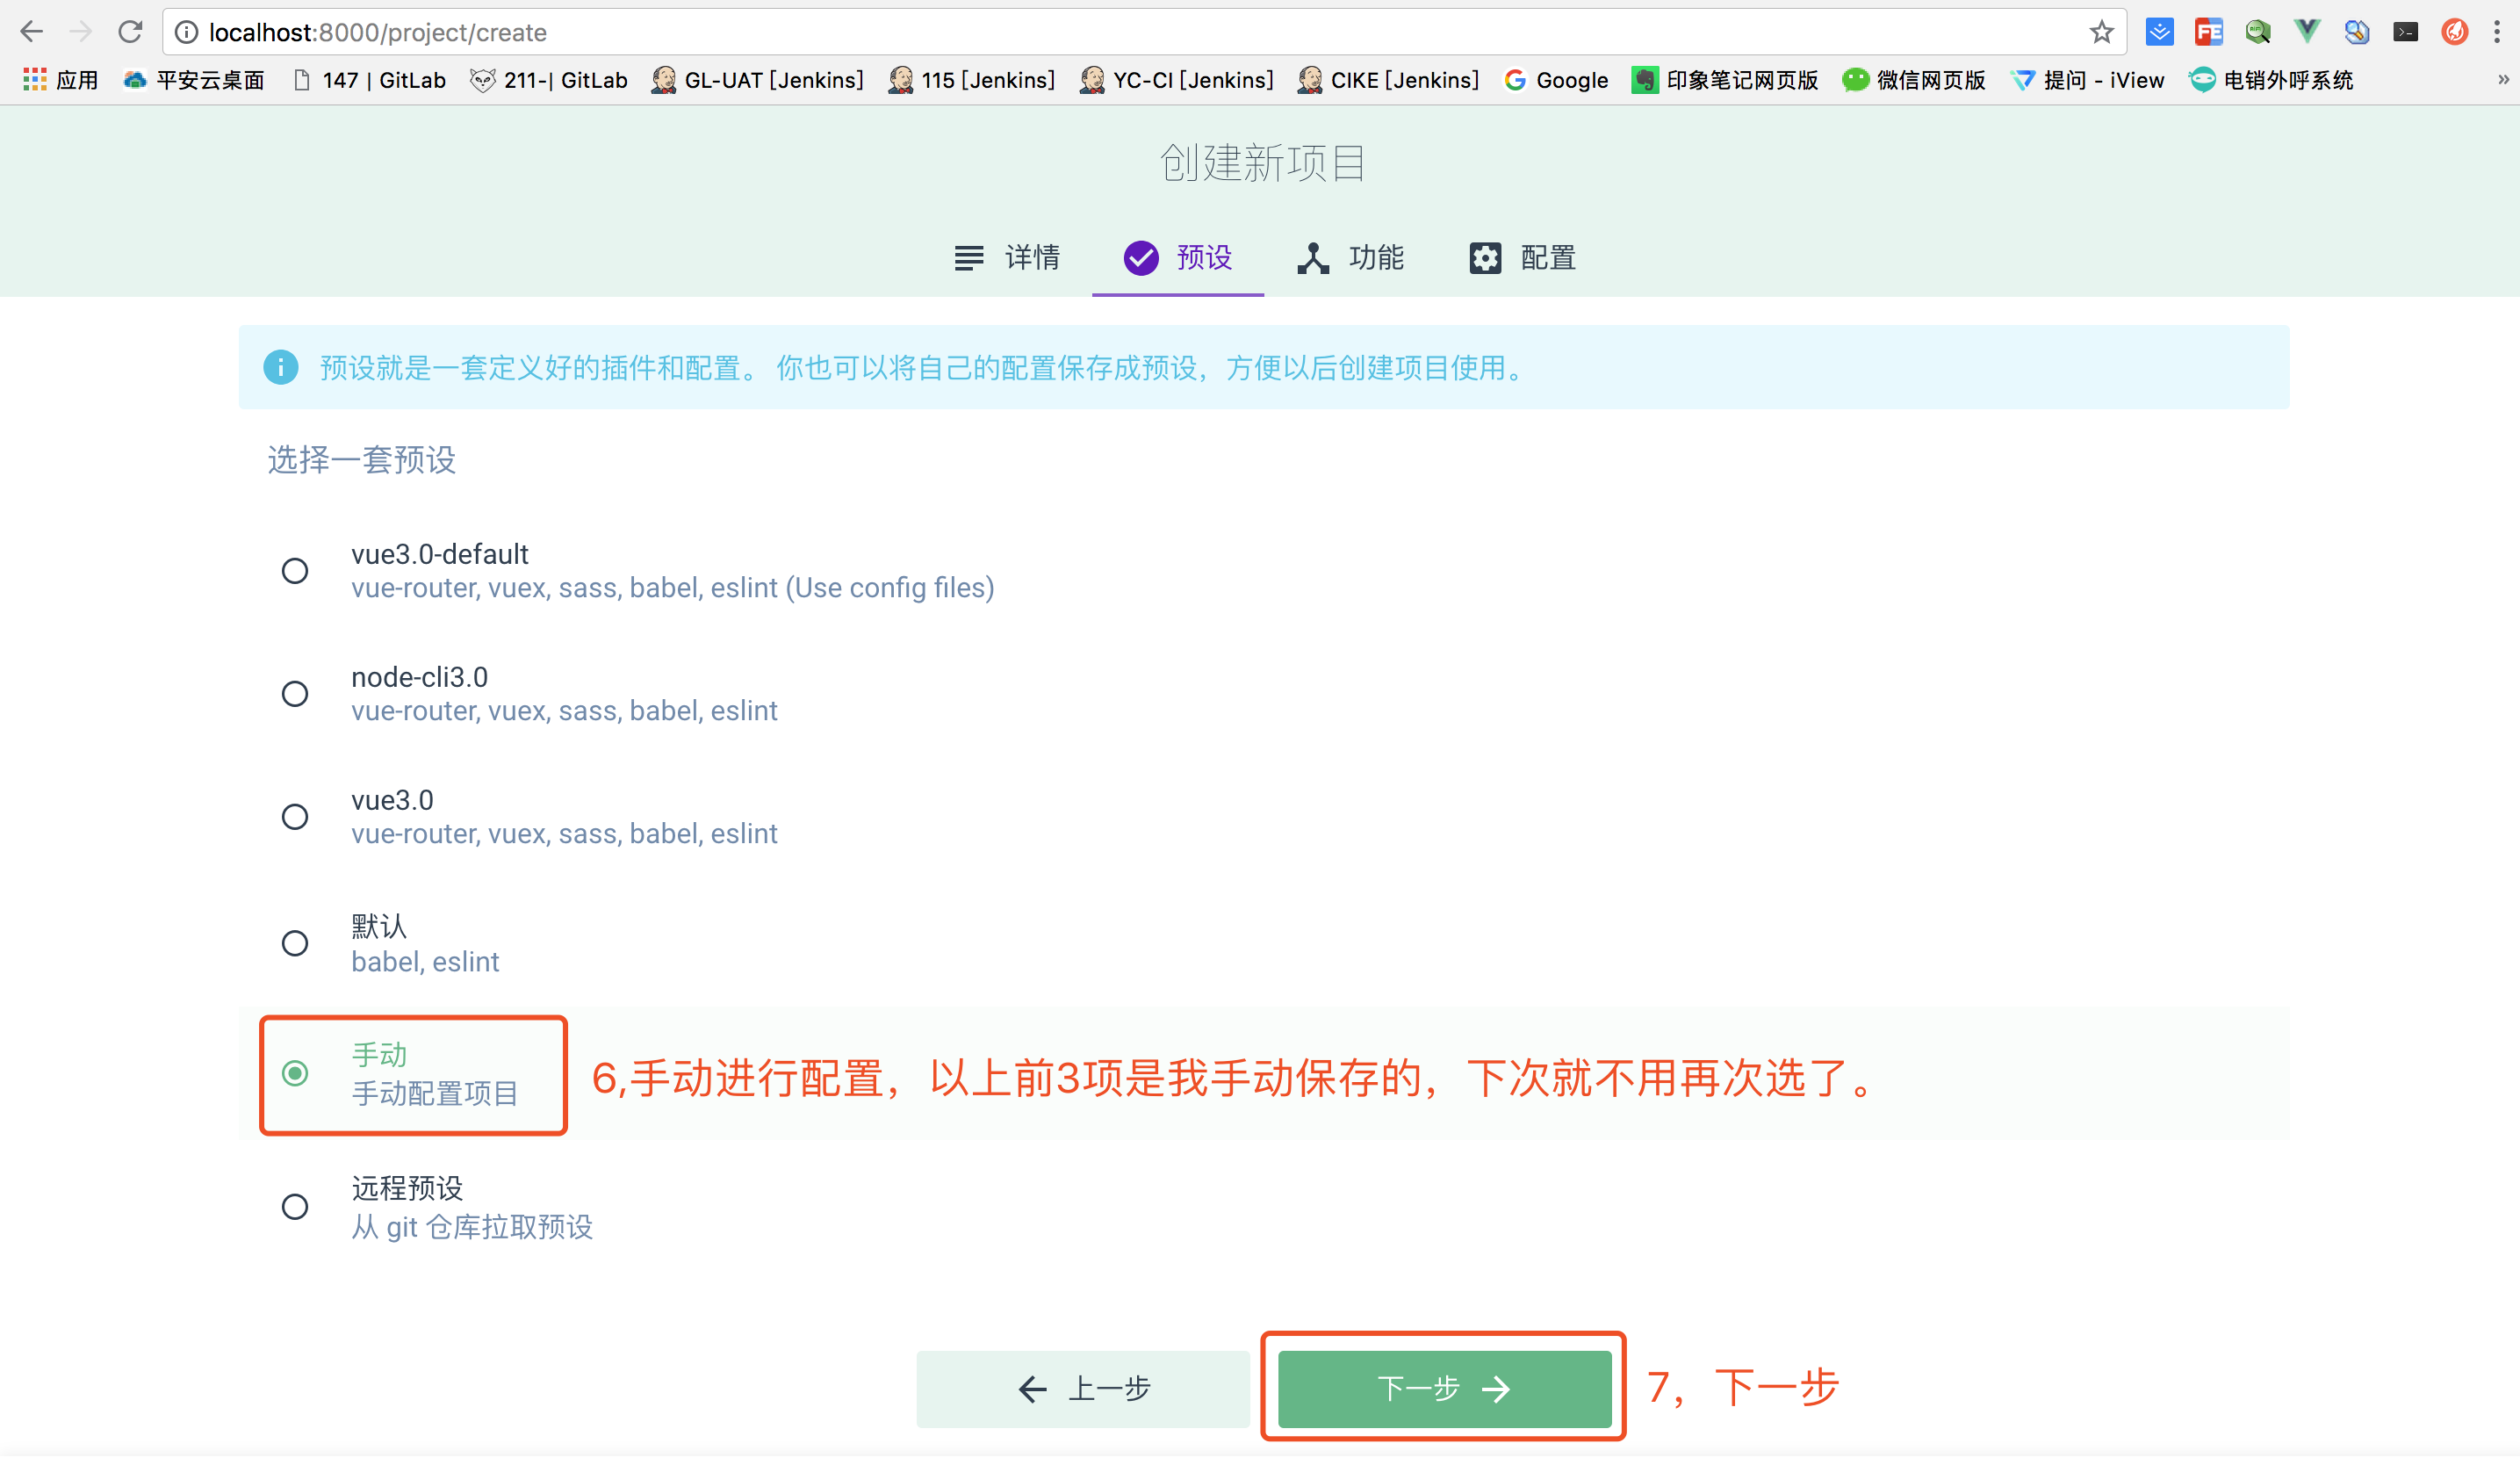 localhost:8000/project/create
应用 平安云桌面 147 | GitLab 211-| GitLab GL-UAT [Jenkins] 115 [Jenkins] YC-CI [Jenkins] CIKE [Jenkins] Google 印象笔记网页版 微信网页版 提问 - iView 电销外呼系统 »
创建新项目
详情 预设 功能 配置
预设就是一套定义好的插件和配置。 你也可以将自己的配置保存成预设，方便以后创建项目使用。
选择一套预设
vue3.0-default
vue-router, vuex, sass, babel, eslint (Use config files)
node-cli3.0
vue-router, vuex, sass, babel, eslint
vue3.0
vue-router, vuex, sass, babel, eslint
默认
babel, eslint
手动
手动配置项目
6,手动进行配置，以上前3项是我手动保存的，下次就不用再次选了。
远程预设
从 git 仓库拉取预设
上一步 下一步 7，下一步